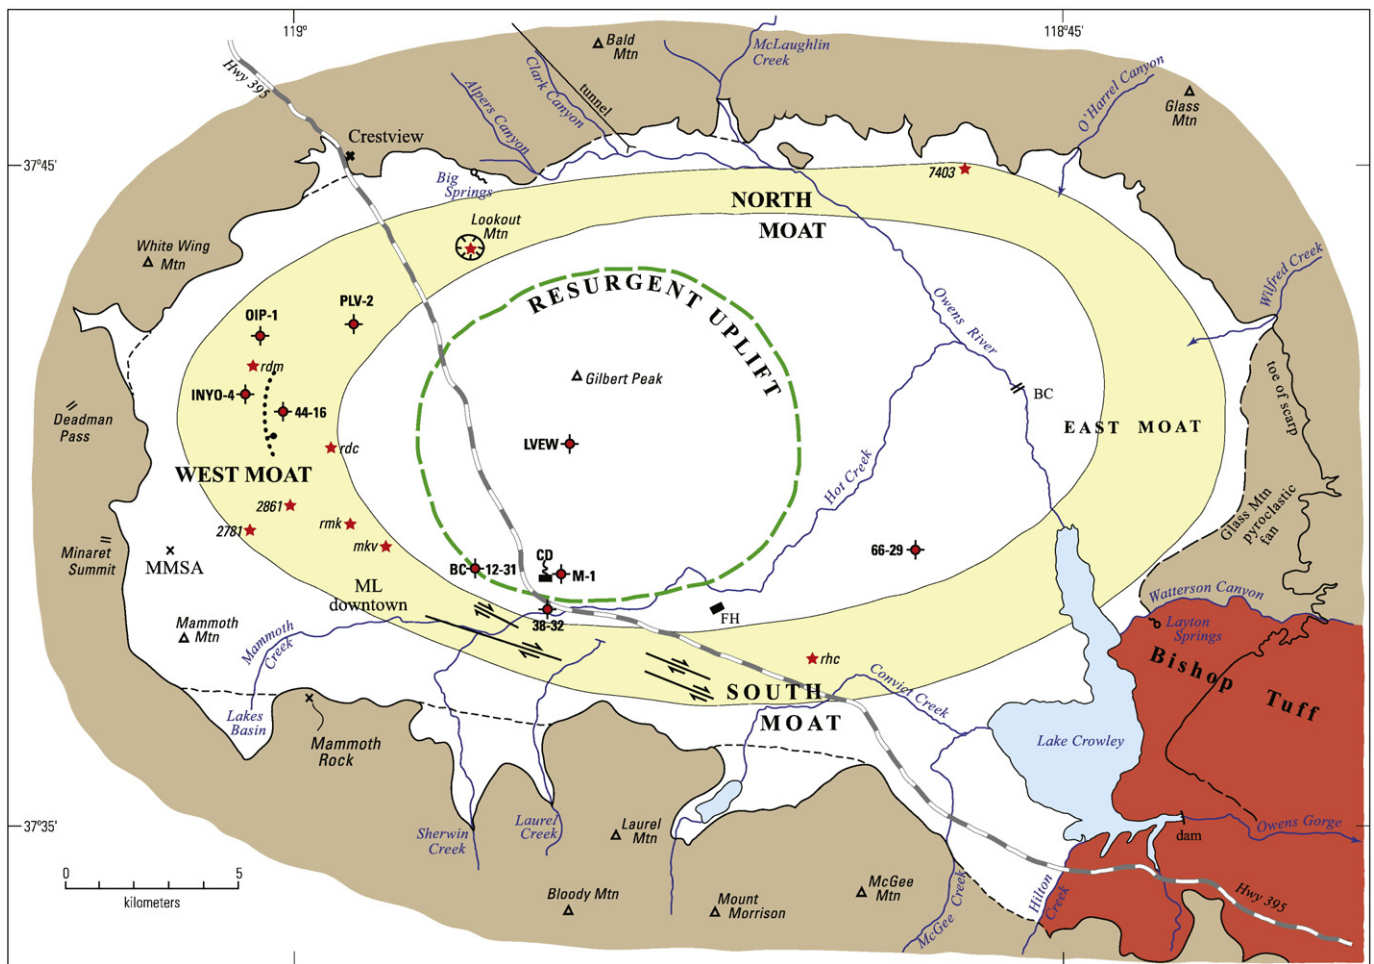 119°
118°45'
Hwy 395
Bald
Mtn
McLaughlin
Creek
Clark Canyon
tunnel
Alpers Canyon
O'Harrel Canyon
Glass
Mtn
Crestview
37°45'
Big
Springs
7403
NORTH
MOAT
Lookout
Mtn
White Wing
Mtn
Wilfred Creek
RESURGENT UPLIFT
Owens River
PLV-2
OIP-1
rdm
Gilbert Peak
toe of scarp
INYO-4
44-16
BC
Deadman
Pass
EAST MOAT
LVEW
rdc
WEST MOAT
Hot Creek
Glass Mtn
pyroclastic
fan
2861
2781
rmk
mkv
Minaret
Summit
MMSA
66-29
CD
BC
12-31
M-1
ML
downtown
FH
38-32
Watterson Canyon
Layton
Springs
Mammoth
Mtn
Mammoth
Creek
rhc
Bishop Tuff
Convict Creek
SOUTH
MOAT
Lakes
Basin
Mammoth
Rock
Lake Crowley
37°35'
Sherwin
Creek
Laurel
Creek
Laurel
Mtn
dam
Owens Gorge
0
5
kilometers
Bloody Mtn
Mount
Morrison
McGee
Mtn
McGee Creek
Hilton
Creek
Hwy 395